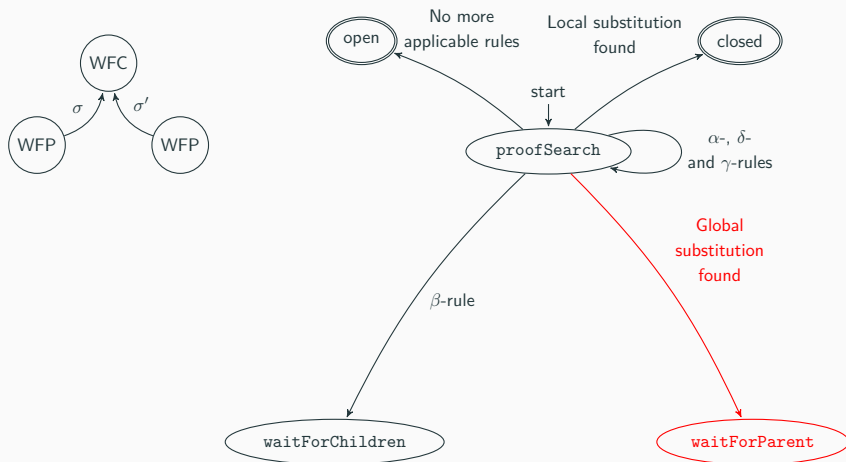 WFC
σ
σ′
WFP
WFP
open
No more
applicable rules
Local substitution
found
closed
start
proofSearch
α-, δ-
and γ-rules
Global
substitution
found
β-rule
waitForChildren
waitForParent